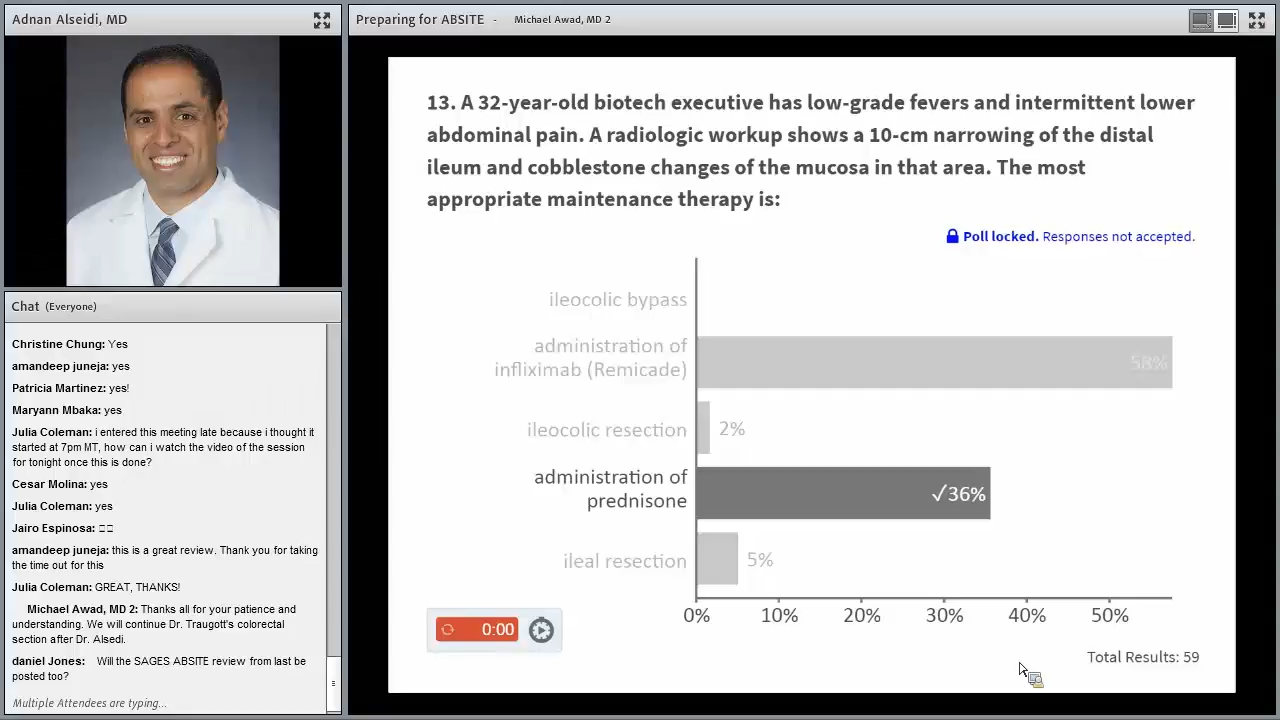 Adnan Alseidi, MD
Preparing for ABSITE - Michael Awad, MD 2
13. A 32-year-old biotech executive has low-grade fevers and intermittent lower
abdominal pain. A radiologic workup shows a 10-cm narrowing of the distal
ileum and cobblestone changes of the mucosa in that area. The most
appropriate maintenance therapy is:
Poll locked. Responses not accepted.
ileocolic bypass
administration of
infliximab (Remicade)
58%
ileocolic resection
2%
administration of
prednisone
✓36%
ileal resection
5%
0% 10% 20% 30% 40% 50%
0:00
Total Results: 59
Chat (Everyone)
Christine Chung: Yes
amandeep juneja: yes
Patricia Martinez: yes!
Maryann Mbaka: yes
Julia Coleman: i entered this meeting late because i thought it
started at 7pm MT, how can i watch the video of the session
for tonight once this is done?
Cesar Molina: yes
Julia Coleman: yes
Jairo Espinosa:
amandeep juneja: this is a great review. Thank you for taking
the time out for this
Julia Coleman: GREAT, THANKS!
Michael Awad, MD 2: Thanks all for your patience and
understanding. We will continue Dr. Traugott's colorectal
section after Dr. Alsedi.
daniel Jones: Will the SAGES ABSITE review from last be
posted too?
Multiple Attendees are typing...